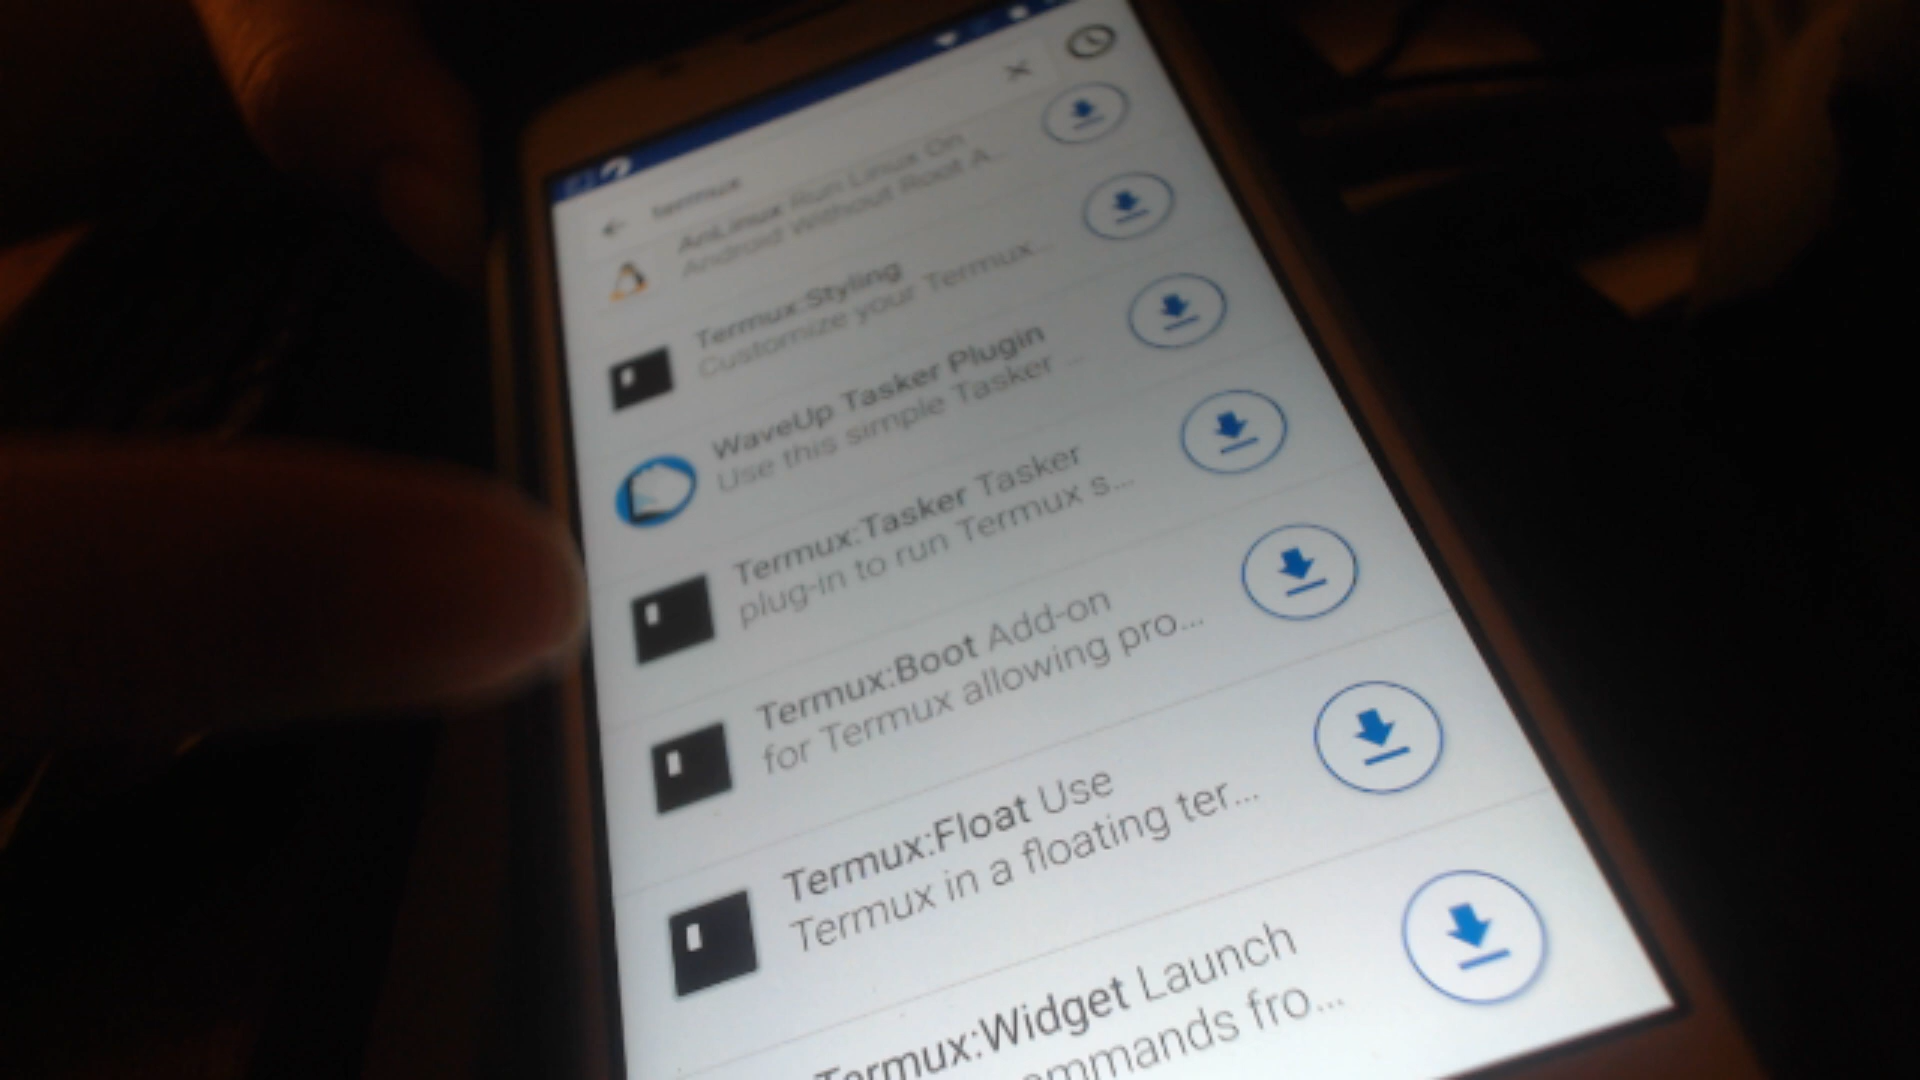 termux
AnLinux Run Linux On
Android Without Root A...
Termux:Styling
Customize your Termux...
WaveUp Tasker Plugin
Use this simple Tasker ...
Termux:Tasker Tasker
plug-in to run Termux s...
Termux:Boot Add-on
for Termux allowing pro...
Termux:Float Use
Termux in a floating ter...
Termux:Widget Launch
ommands fro...